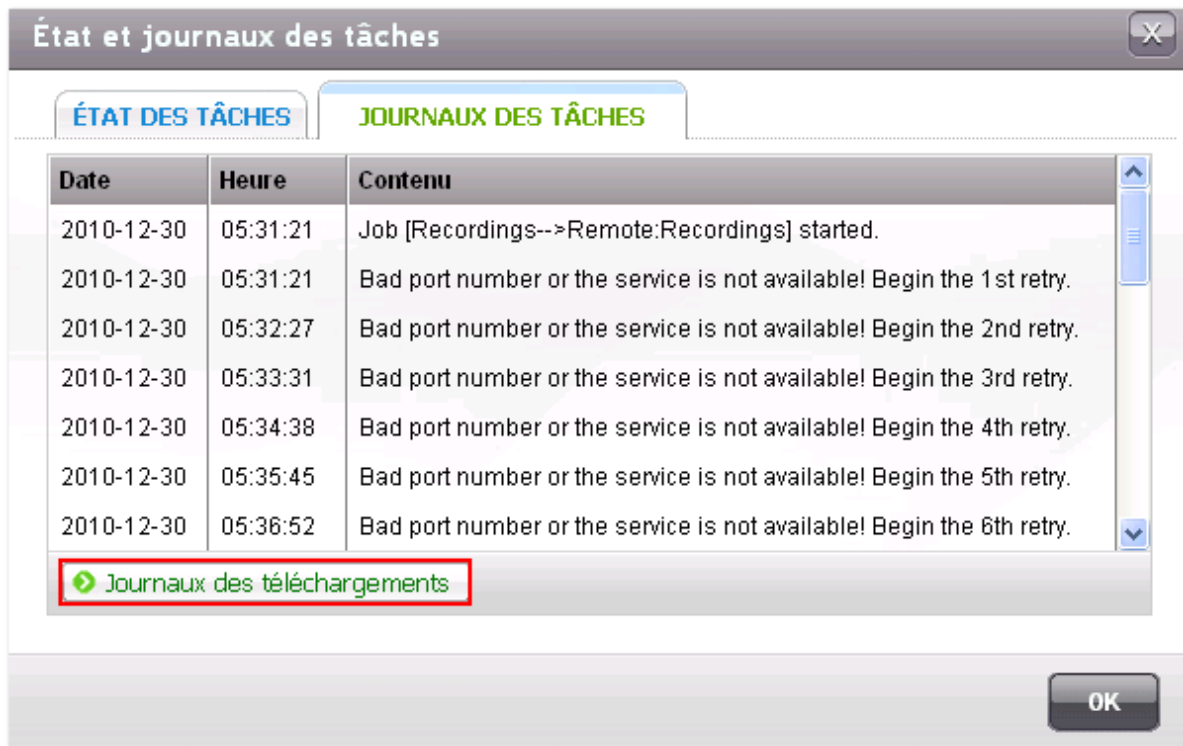 État et journaux des tâches
X
ÉTAT DES TÂCHES JOURNAUX DES TÂCHES
Date Heure Contenu
2010-12-30 05:31:21 Job [Recordings-->Remote:Recordings] started.
2010-12-30 05:31:21 Bad port number or the service is not available! Begin the 1st retry.
2010-12-30 05:32:27 Bad port number or the service is not available! Begin the 2nd retry.
2010-12-30 05:33:31 Bad port number or the service is not available! Begin the 3rd retry.
2010-12-30 05:34:38 Bad port number or the service is not available! Begin the 4th retry.
2010-12-30 05:35:45 Bad port number or the service is not available! Begin the 5th retry.
2010-12-30 05:36:52 Bad port number or the service is not available! Begin the 6th retry.
Journaux des téléchargements
OK